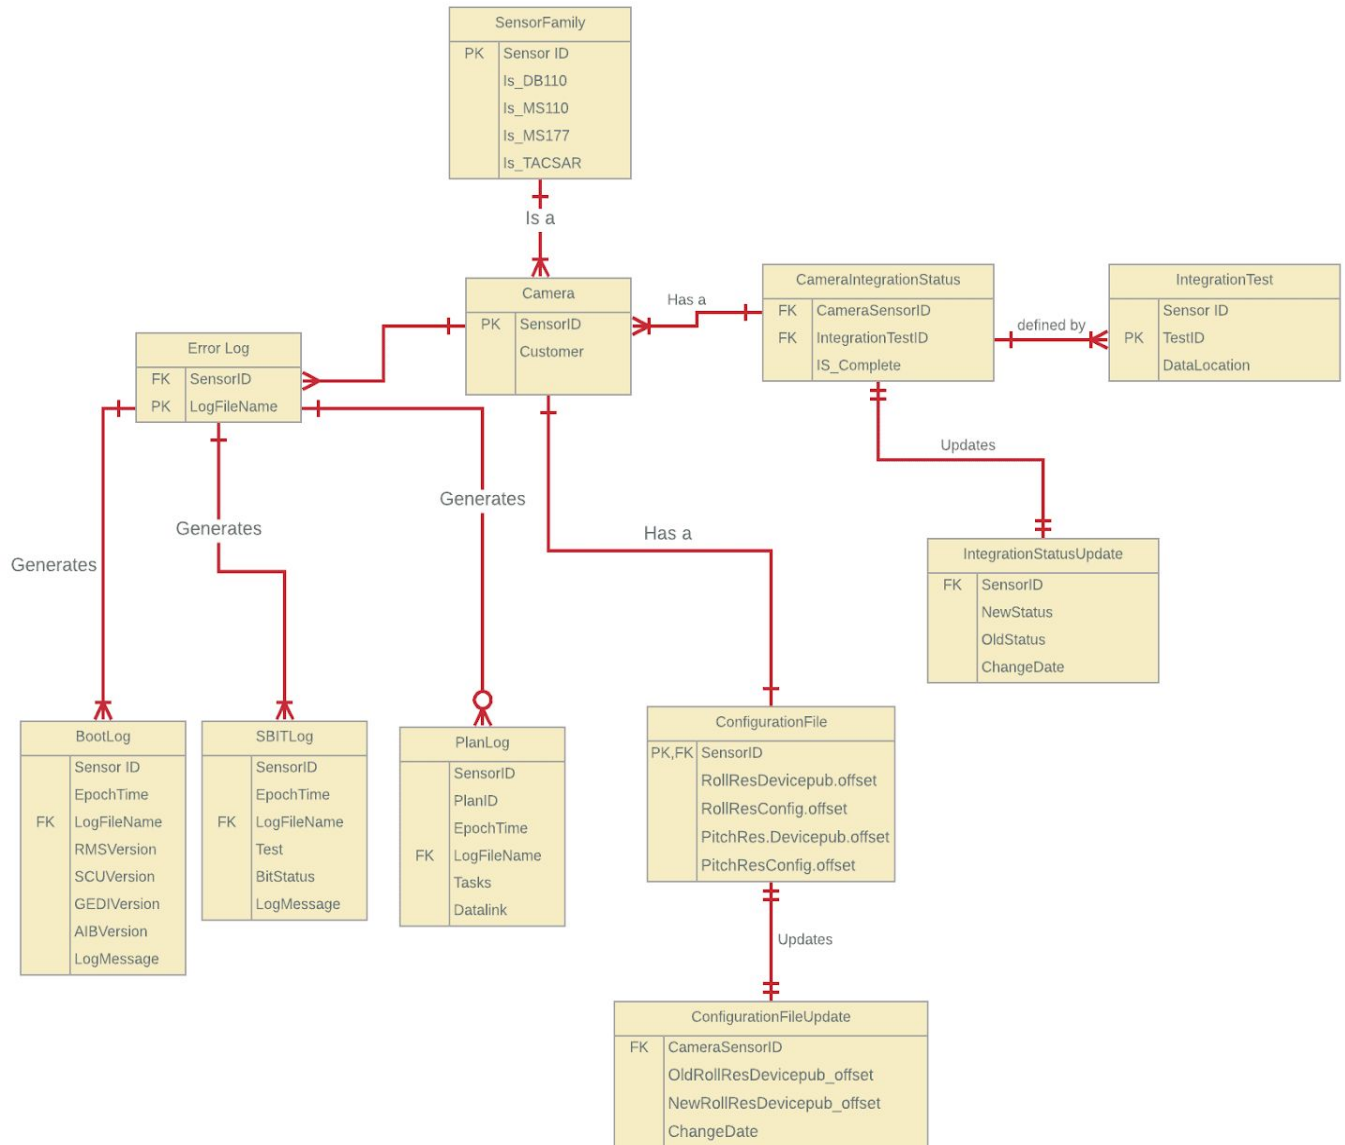 SensorFamily
PK Sensor ID
Is_DB110
Is_MS110
Is_MS177
Is_TACSAR
Is a
Camera
PK SensorID
Customer
Has a
CameraIntegrationStatus
FK CameraSensorID
FK IntegrationTestID
IS_Complete
defined by
IntegrationTest
Sensor ID
PK TestID
DataLocation
Error Log
FK SensorID
PK LogFileName
Updates
Generates
Generates
Generates
Has a
IntegrationStatusUpdate
FK SensorID
NewStatus
OldStatus
ChangeDate
BootLog
Sensor ID
EpochTime
FK LogFileName
RMSVersion
SCUVersion
GEDIVersion
AIBVersion
LogMessage
SBITLog
SensorID
EpochTime
FK LogFileName
Test
BitStatus
LogMessage
PlanLog
SensorID
PlanID
EpochTime
FK LogFileName
Tasks
Datalink
ConfigurationFile
PK,FK SensorID
RollResDevicepub.offset
RollResConfig.offset
PitchRes.Devicepub.offset
PitchResConfig.offset
Updates
ConfigurationFileUpdate
FK CameraSensorID
OldRollResDevicepub_offset
NewRollResDevicepub_offset
ChangeDate